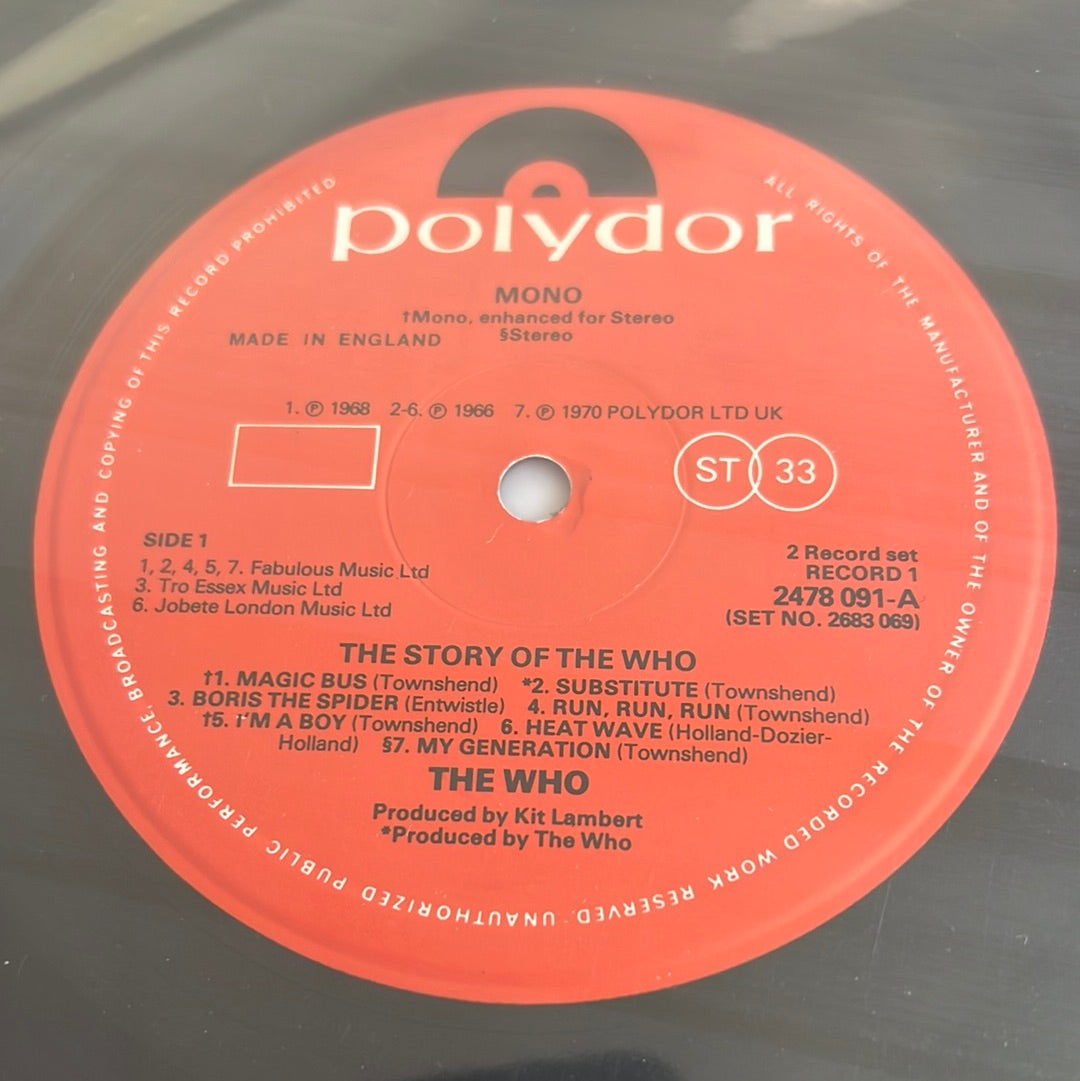 polydor
MONO
†Mono, enhanced for Stereo
§Stereo
MADE IN ENGLAND
1. ℗ 1968 2-6. ℗ 1966 7. ℗ 1970 POLYDOR LTD UK
ST 33
SIDE 1
1, 2, 4, 5, 7. Fabulous Music Ltd
3. Tro Essex Music Ltd
6. Jobete London Music Ltd
2 Record set
RECORD 1
2478 091-A
(SET NO. 2683 069)
THE STORY OF THE WHO
†1. MAGIC BUS (Townshend) *2. SUBSTITUTE (Townshend)
3. BORIS THE SPIDER (Entwistle) 4. RUN, RUN, RUN (Townshend)
†5. I'M A BOY (Townshend) 6. HEAT WAVE (Holland-Dozier-
Holland) §7. MY GENERATION (Townshend)
THE WHO
Produced by Kit Lambert
*Produced by The Who
ALL RIGHTS OF THE MANUFACTURER AND OF THE OWNER OF THE RECORDED WORK RESERVED. UNAUTHORIZED PUBLIC PERFORMANCE, BROADCASTING AND COPYING OF THIS RECORD PROHIBITED